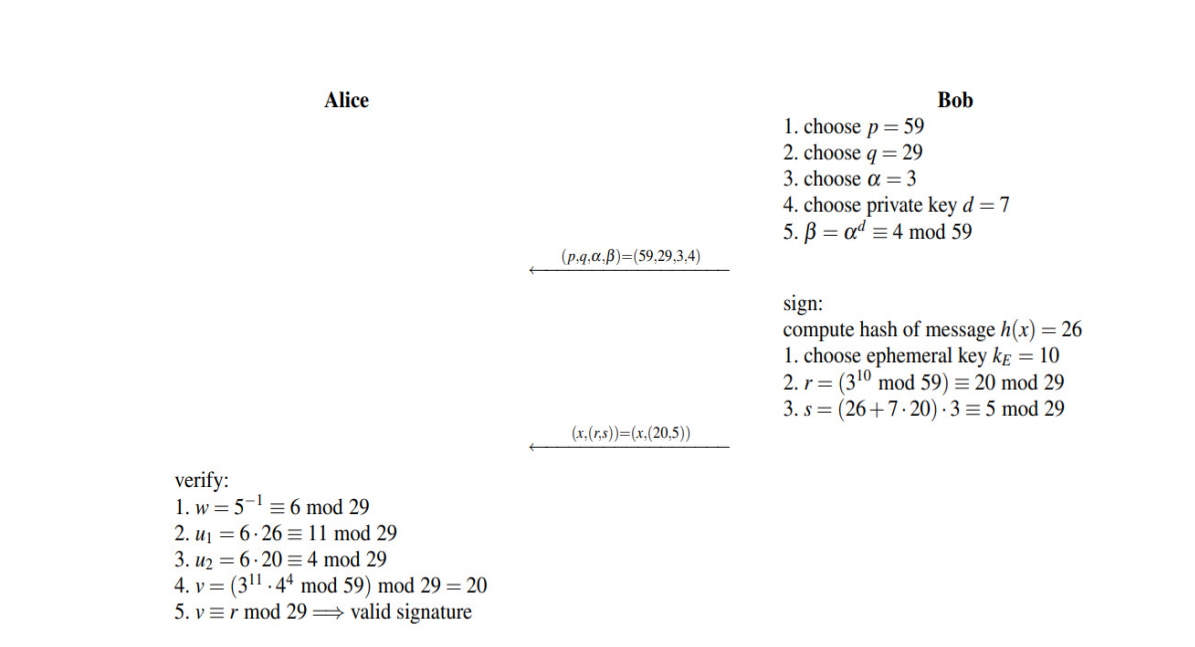 Alice
Bob
1. choose p = 59
2. choose q = 29
3. choose α = 3
4. choose private key d = 7
5. β = α^d ≡ 4 mod 59
(p,q,α,β)=(59,29,3,4)
sign:
compute hash of message h(x) = 26
1. choose ephemeral key k_E = 10
2. r = (3^10 mod 59) ≡ 20 mod 29
3. s = (26+7·20)·3 ≡ 5 mod 29
(x,(r,s))=(x,(20,5))
verify:
1. w = 5^−1 ≡ 6 mod 29
2. u_1 = 6·26 ≡ 11 mod 29
3. u_2 = 6·20 ≡ 4 mod 29
4. v = (3^11 · 4^4 mod 59) mod 29 = 20
5. v ≡ r mod 29 ⟹ valid signature